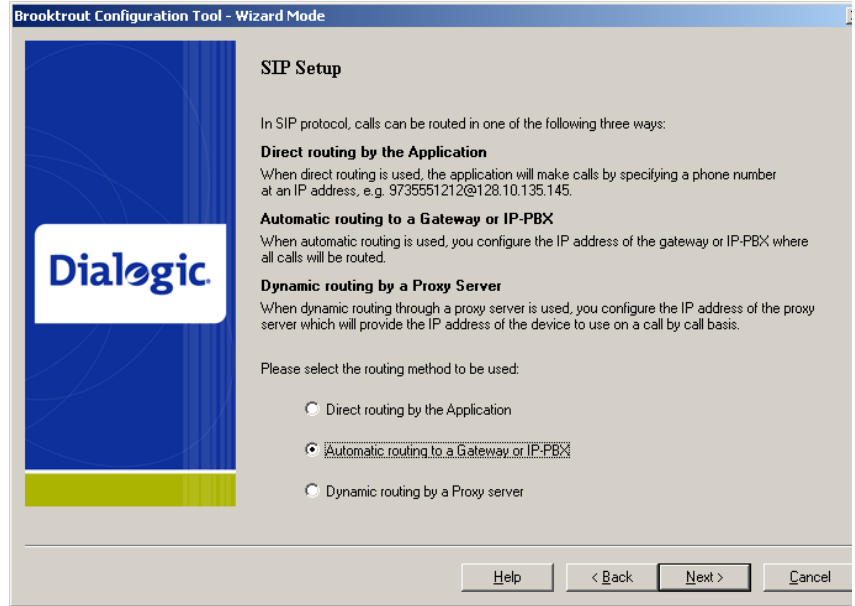 Brooktrout Configuration Tool - Wizard Mode
SIP Setup
In SIP protocol, calls can be routed in one of the following three ways:
Direct routing by the Application
When direct routing is used, the application will make calls by specifying a phone number
at an IP address, e.g. 9735551212@128.10.135.145.
Automatic routing to a Gateway or IP-PBX
When automatic routing is used, you configure the IP address of the gateway or IP-PBX where
all calls will be routed.
Dialogic.
Dynamic routing by a Proxy Server
When dynamic routing through a proxy server is used, you configure the IP address of the proxy
server which will provide the IP address of the device to use on a call by call basis.
Please select the routing method to be used:
Direct routing by the Application
Automatic routing to a Gateway or IP-PBX
Dynamic routing by a Proxy server
Help
< Back
Next >
Cancel